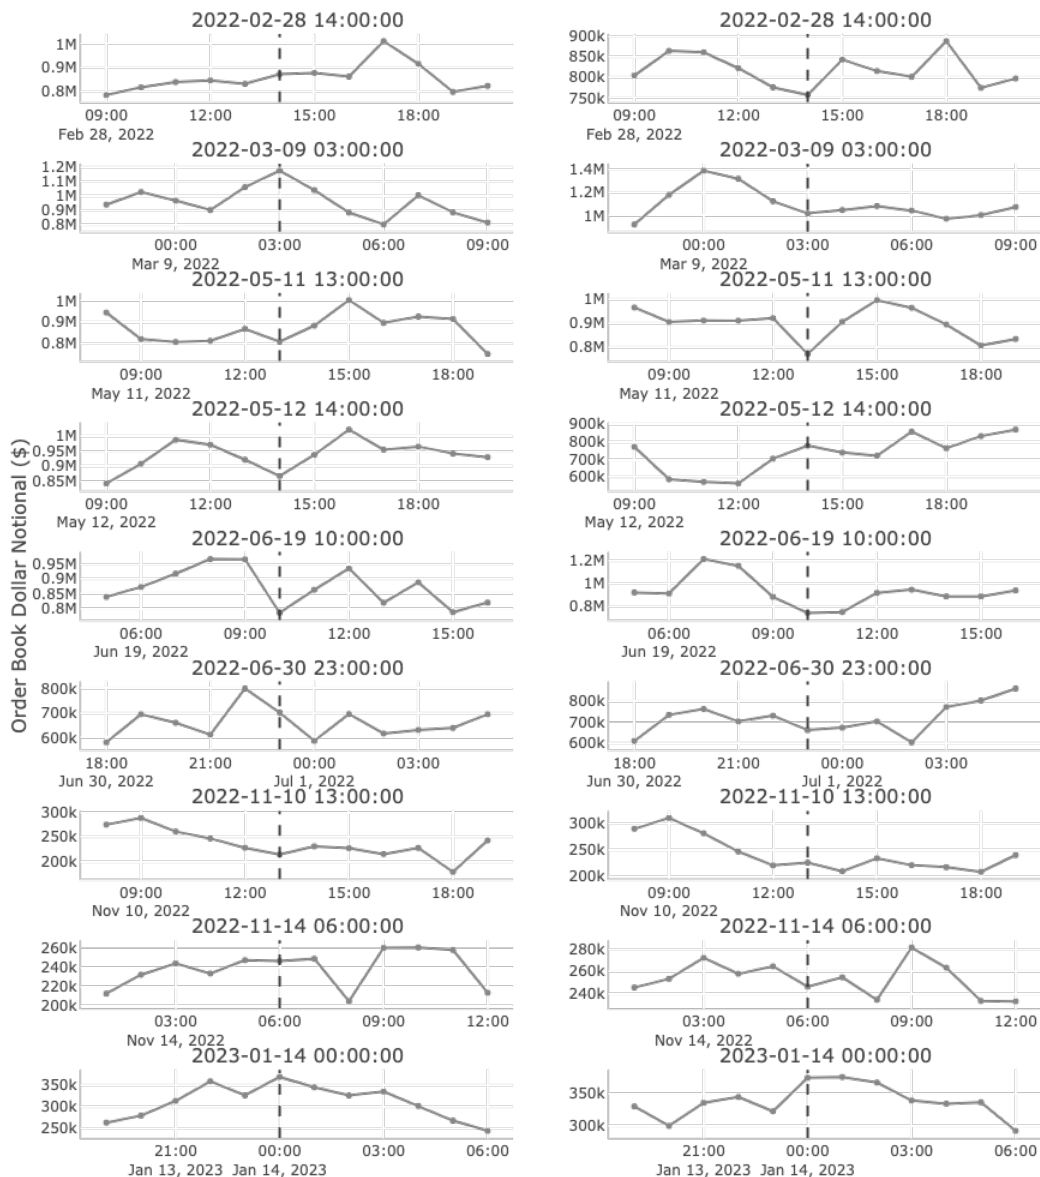 Order Book Dollar Notional ($)
2022-02-28 14:00:00
1M
0.9M
0.8M
09:00 12:00 15:00 18:00
Feb 28, 2022
2022-02-28 14:00:00
900k
850k
800k
750k
09:00 12:00 15:00 18:00
Feb 28, 2022
2022-03-09 03:00:00
1.2M
1.1M
1M
0.9M
0.8M
00:00 03:00 06:00 09:00
Mar 9, 2022
2022-03-09 03:00:00
1.4M
1.2M
1M
00:00 03:00 06:00 09:00
Mar 9, 2022
2022-05-11 13:00:00
1M
0.9M
0.8M
09:00 12:00 15:00 18:00
May 11, 2022
2022-05-11 13:00:00
1M
0.9M
0.8M
09:00 12:00 15:00 18:00
May 11, 2022
2022-05-12 14:00:00
1M
0.95M
0.9M
0.85M
09:00 12:00 15:00 18:00
May 12, 2022
2022-05-12 14:00:00
900k
800k
700k
600k
09:00 12:00 15:00 18:00
May 12, 2022
2022-06-19 10:00:00
0.95M
0.9M
0.85M
0.8M
06:00 09:00 12:00 15:00
Jun 19, 2022
2022-06-19 10:00:00
1.2M
1M
0.8M
06:00 09:00 12:00 15:00
Jun 19, 2022
2022-06-30 23:00:00
800k
700k
600k
18:00 21:00 00:00 03:00
Jun 30, 2022 Jul 1, 2022
2022-06-30 23:00:00
800k
700k
600k
18:00 21:00 00:00 03:00
Jun 30, 2022 Jul 1, 2022
2022-11-10 13:00:00
300k
250k
200k
09:00 12:00 15:00 18:00
Nov 10, 2022
2022-11-10 13:00:00
300k
250k
200k
09:00 12:00 15:00 18:00
Nov 10, 2022
2022-11-14 06:00:00
260k
240k
220k
200k
03:00 06:00 09:00 12:00
Nov 14, 2022
2022-11-14 06:00:00
280k
260k
240k
03:00 06:00 09:00 12:00
Nov 14, 2022
2023-01-14 00:00:00
350k
300k
250k
21:00 00:00 03:00 06:00
Jan 13, 2023 Jan 14, 2023
2023-01-14 00:00:00
350k
300k
21:00 00:00 03:00 06:00
Jan 13, 2023 Jan 14, 2023